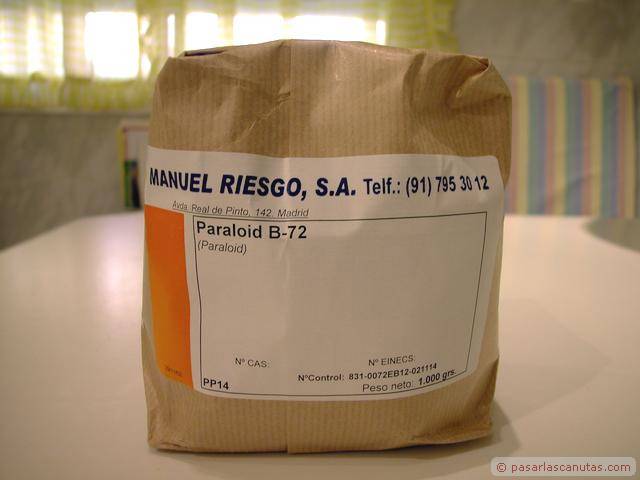 MANUEL RIESGO, S.A. Telf.: (91) 795 30 12
Avda. Real de Pinto, 142. Madrid
Paraloid B-72
(Paraloid)
Nº CAS:
Nº EINECS:
NºControl: 831-0072EB12-021114
PP14
Peso neto: 1.000 grs.
© pasarlascanutas.com